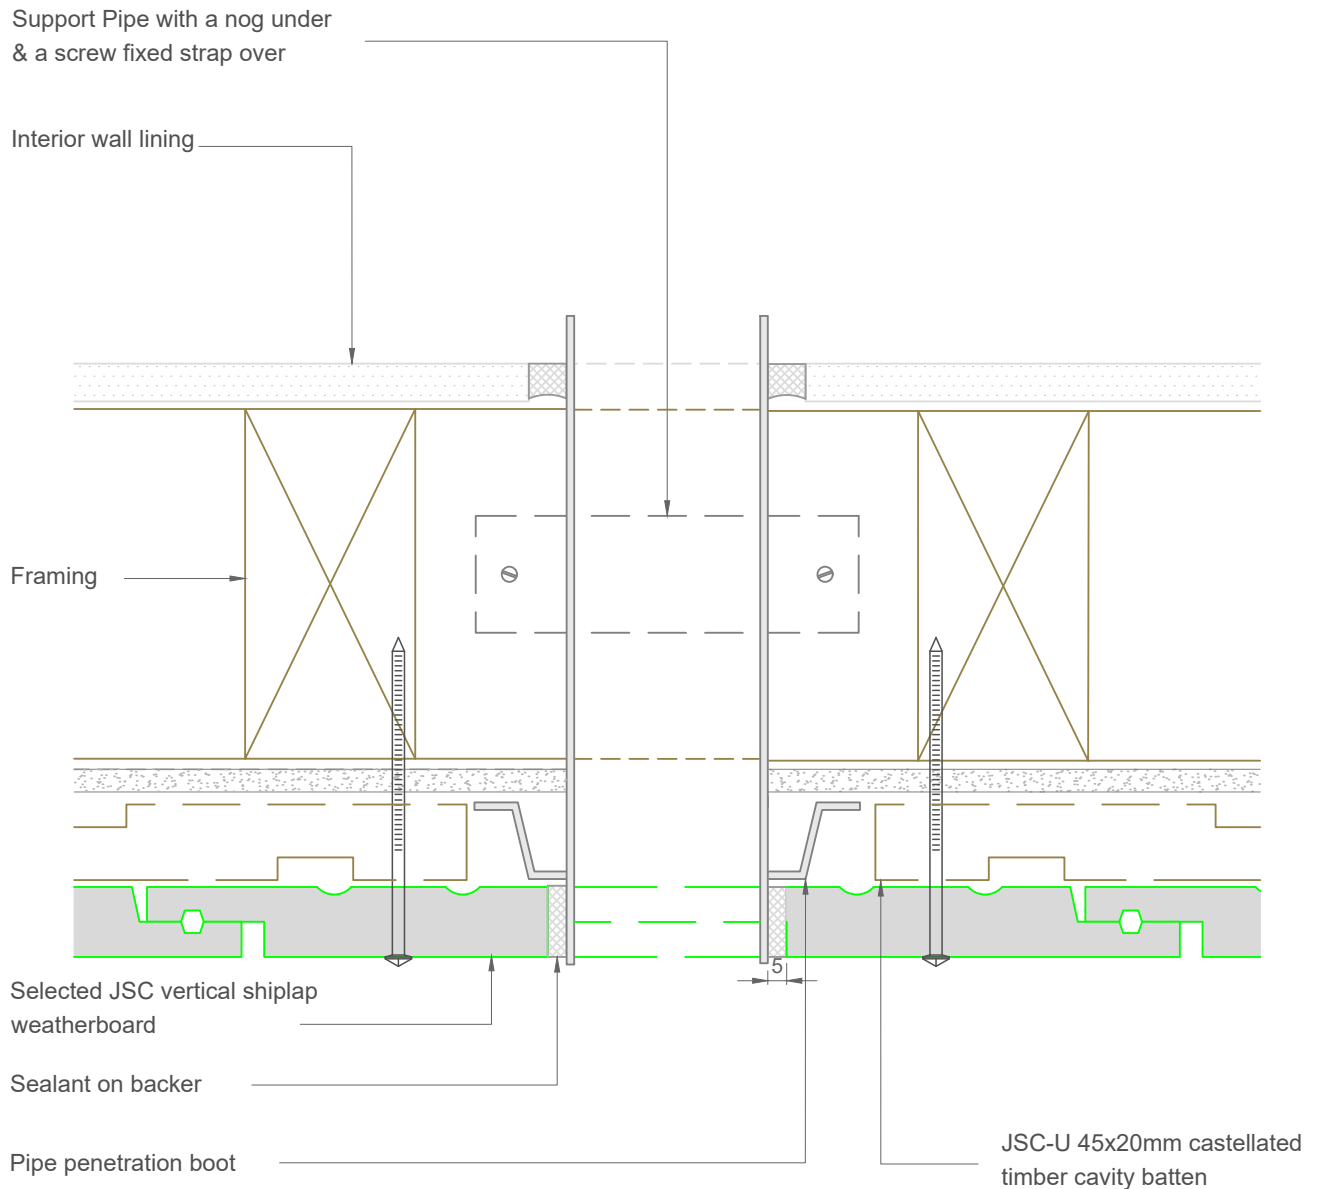 Support Pipe with a nog under
& a screw fixed strap over
Interior wall lining
Framing
5
Selected JSC vertical shiplap
weatherboard
Sealant on backer
Pipe penetration boot
JSC-U 45x20mm castellated
timber cavity batten